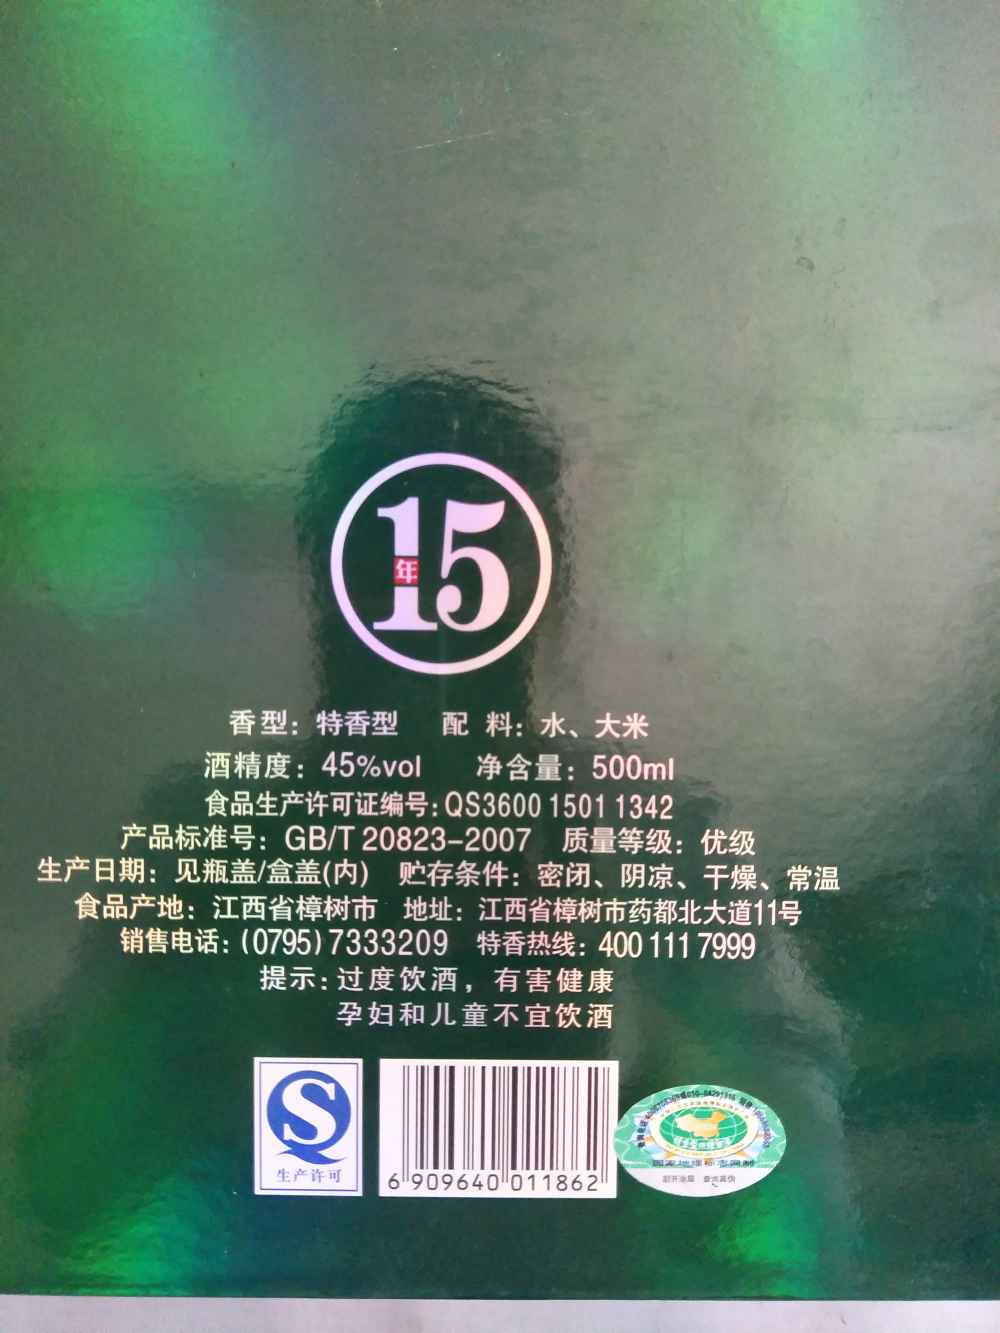 15
年
香型：特香型 配 料：水、大米
酒精度：45%vol 净含量：500ml
食品生产许可证编号：QS3600 1501 1342
产品标准号：GB/T 20823-2007 质量等级：优级
生产日期：见瓶盖/盒盖(内) 贮存条件：密闭、阴凉、干燥、常温
食品产地：江西省樟树市 地址：江西省樟树市药都北大道11号
销售电话：(0795)7333209 特香热线：400 111 7999
提示：过度饮酒，有害健康
孕妇和儿童不宜饮酒
S
生产许可
6 909640 011862